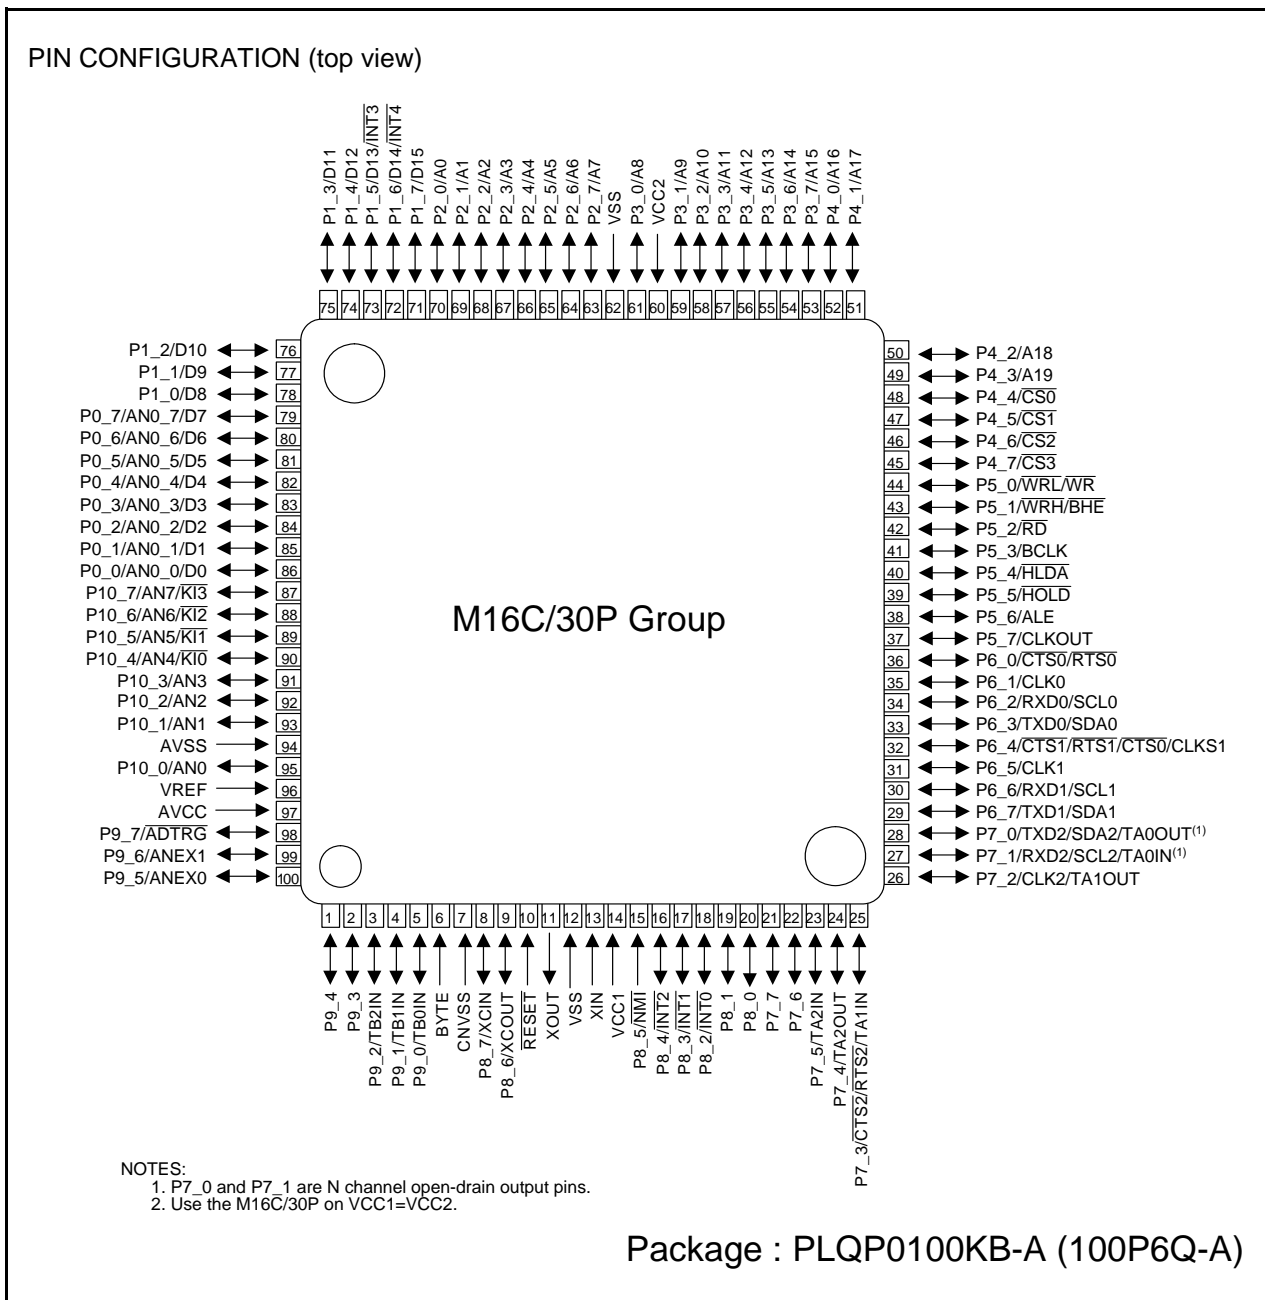 PIN CONFIGURATION (top view)
P1_3/D11
P1_4/D12
P1_5/D13/INT3
P1_6/D14/INT4
P1_7/D15
P2_0/A0
P2_1/A1
P2_2/A2
P2_3/A3
P2_4/A4
P2_5/A5
P2_6/A6
P2_7/A7
VSS
P3_0/A8
VCC2
P3_1/A9
P3_2/A10
P3_3/A11
P3_4/A12
P3_5/A13
P3_6/A14
P3_7/A15
P4_0/A16
P4_1/A17
75 74 73 72 71 70 69 68 67 66 65 64 63 62 61 60 59 58 57 56 55 54 53 52 51
P1_2/D10 76
P1_1/D9 77
P1_0/D8 78
P0_7/AN0_7/D7 79
P0_6/AN0_6/D6 80
P0_5/AN0_5/D5 81
P0_4/AN0_4/D4 82
P0_3/AN0_3/D3 83
P0_2/AN0_2/D2 84
P0_1/AN0_1/D1 85
P0_0/AN0_0/D0 86
P10_7/AN7/KI3 87
P10_6/AN6/KI2 88
P10_5/AN5/KI1 89
P10_4/AN4/KI0 90
P10_3/AN3 91
P10_2/AN2 92
P10_1/AN1 93
AVSS 94
P10_0/AN0 95
VREF 96
AVCC 97
P9_7/ADTRG 98
P9_6/ANEX1 99
P9_5/ANEX0 100
M16C/30P Group
50 P4_2/A18
49 P4_3/A19
48 P4_4/CS0
47 P4_5/CS1
46 P4_6/CS2
45 P4_7/CS3
44 P5_0/WRL/WR
43 P5_1/WRH/BHE
42 P5_2/RD
41 P5_3/BCLK
40 P5_4/HLDA
39 P5_5/HOLD
38 P5_6/ALE
37 P5_7/CLKOUT
36 P6_0/CTS0/RTS0
35 P6_1/CLK0
34 P6_2/RXD0/SCL0
33 P6_3/TXD0/SDA0
32 P6_4/CTS1/RTS1/CTS0/CLKS1
31 P6_5/CLK1
30 P6_6/RXD1/SCL1
29 P6_7/TXD1/SDA1
28 P7_0/TXD2/SDA2/TA0OUT(1)
27 P7_1/RXD2/SCL2/TA0IN(1)
26 P7_2/CLK2/TA1OUT
1 2 3 4 5 6 7 8 9 10 11 12 13 14 15 16 17 18 19 20 21 22 23 24 25
P9_4
P9_3
P9_2/TB2IN
P9_1/TB1IN
P9_0/TB0IN
BYTE
CNVSS
P8_7/XCIN
P8_6/XCOUT
RESET
XOUT
VSS
XIN
VCC1
P8_5/NMI
P8_4/INT2
P8_3/INT1
P8_2/INT0
P8_1
P8_0
P7_7
P7_6
P7_5/TA2IN
P7_4/TA2OUT
P7_3/CTS2/RTS2/TA1IN
NOTES:
1. P7_0 and P7_1 are N channel open-drain output pins.
2. Use the M16C/30P on VCC1=VCC2.
Package : PLQP0100KB-A (100P6Q-A)